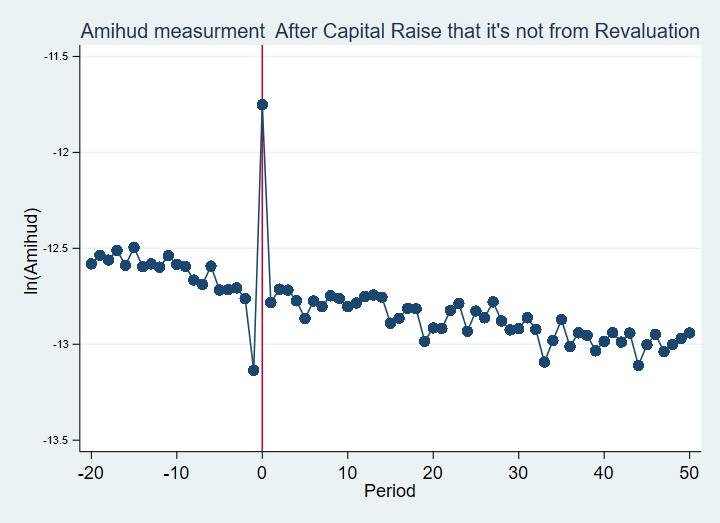 Amihud measurment After Capital Raise that it's not from Revaluation
-11.5
-12
-12.5
-13
-13.5
ln(Amihud)
-20 -10 0 10 20 30 40 50
Period